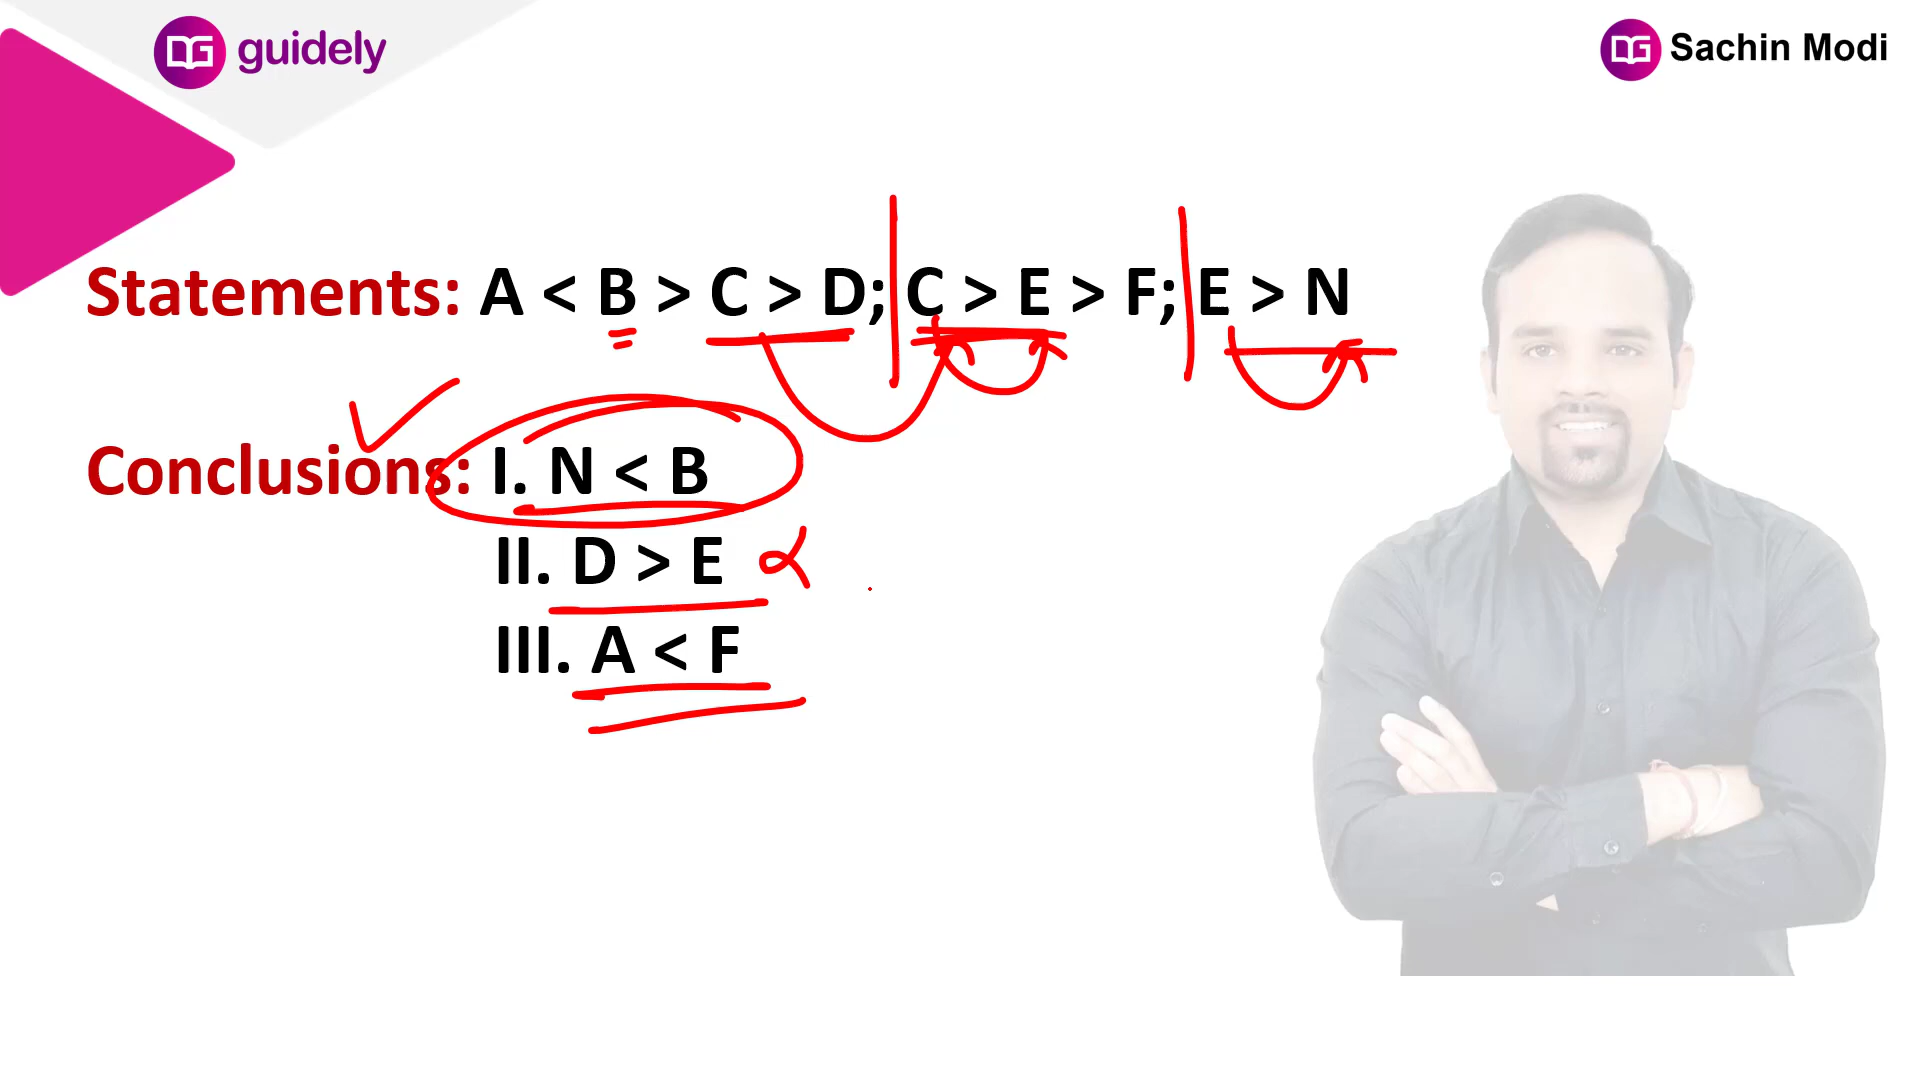 guidely
Sachin Modi
Statements: A < B > C > D; C > E > F; E > N
Conclusions: I. N < B
II. D > E
III. A < F